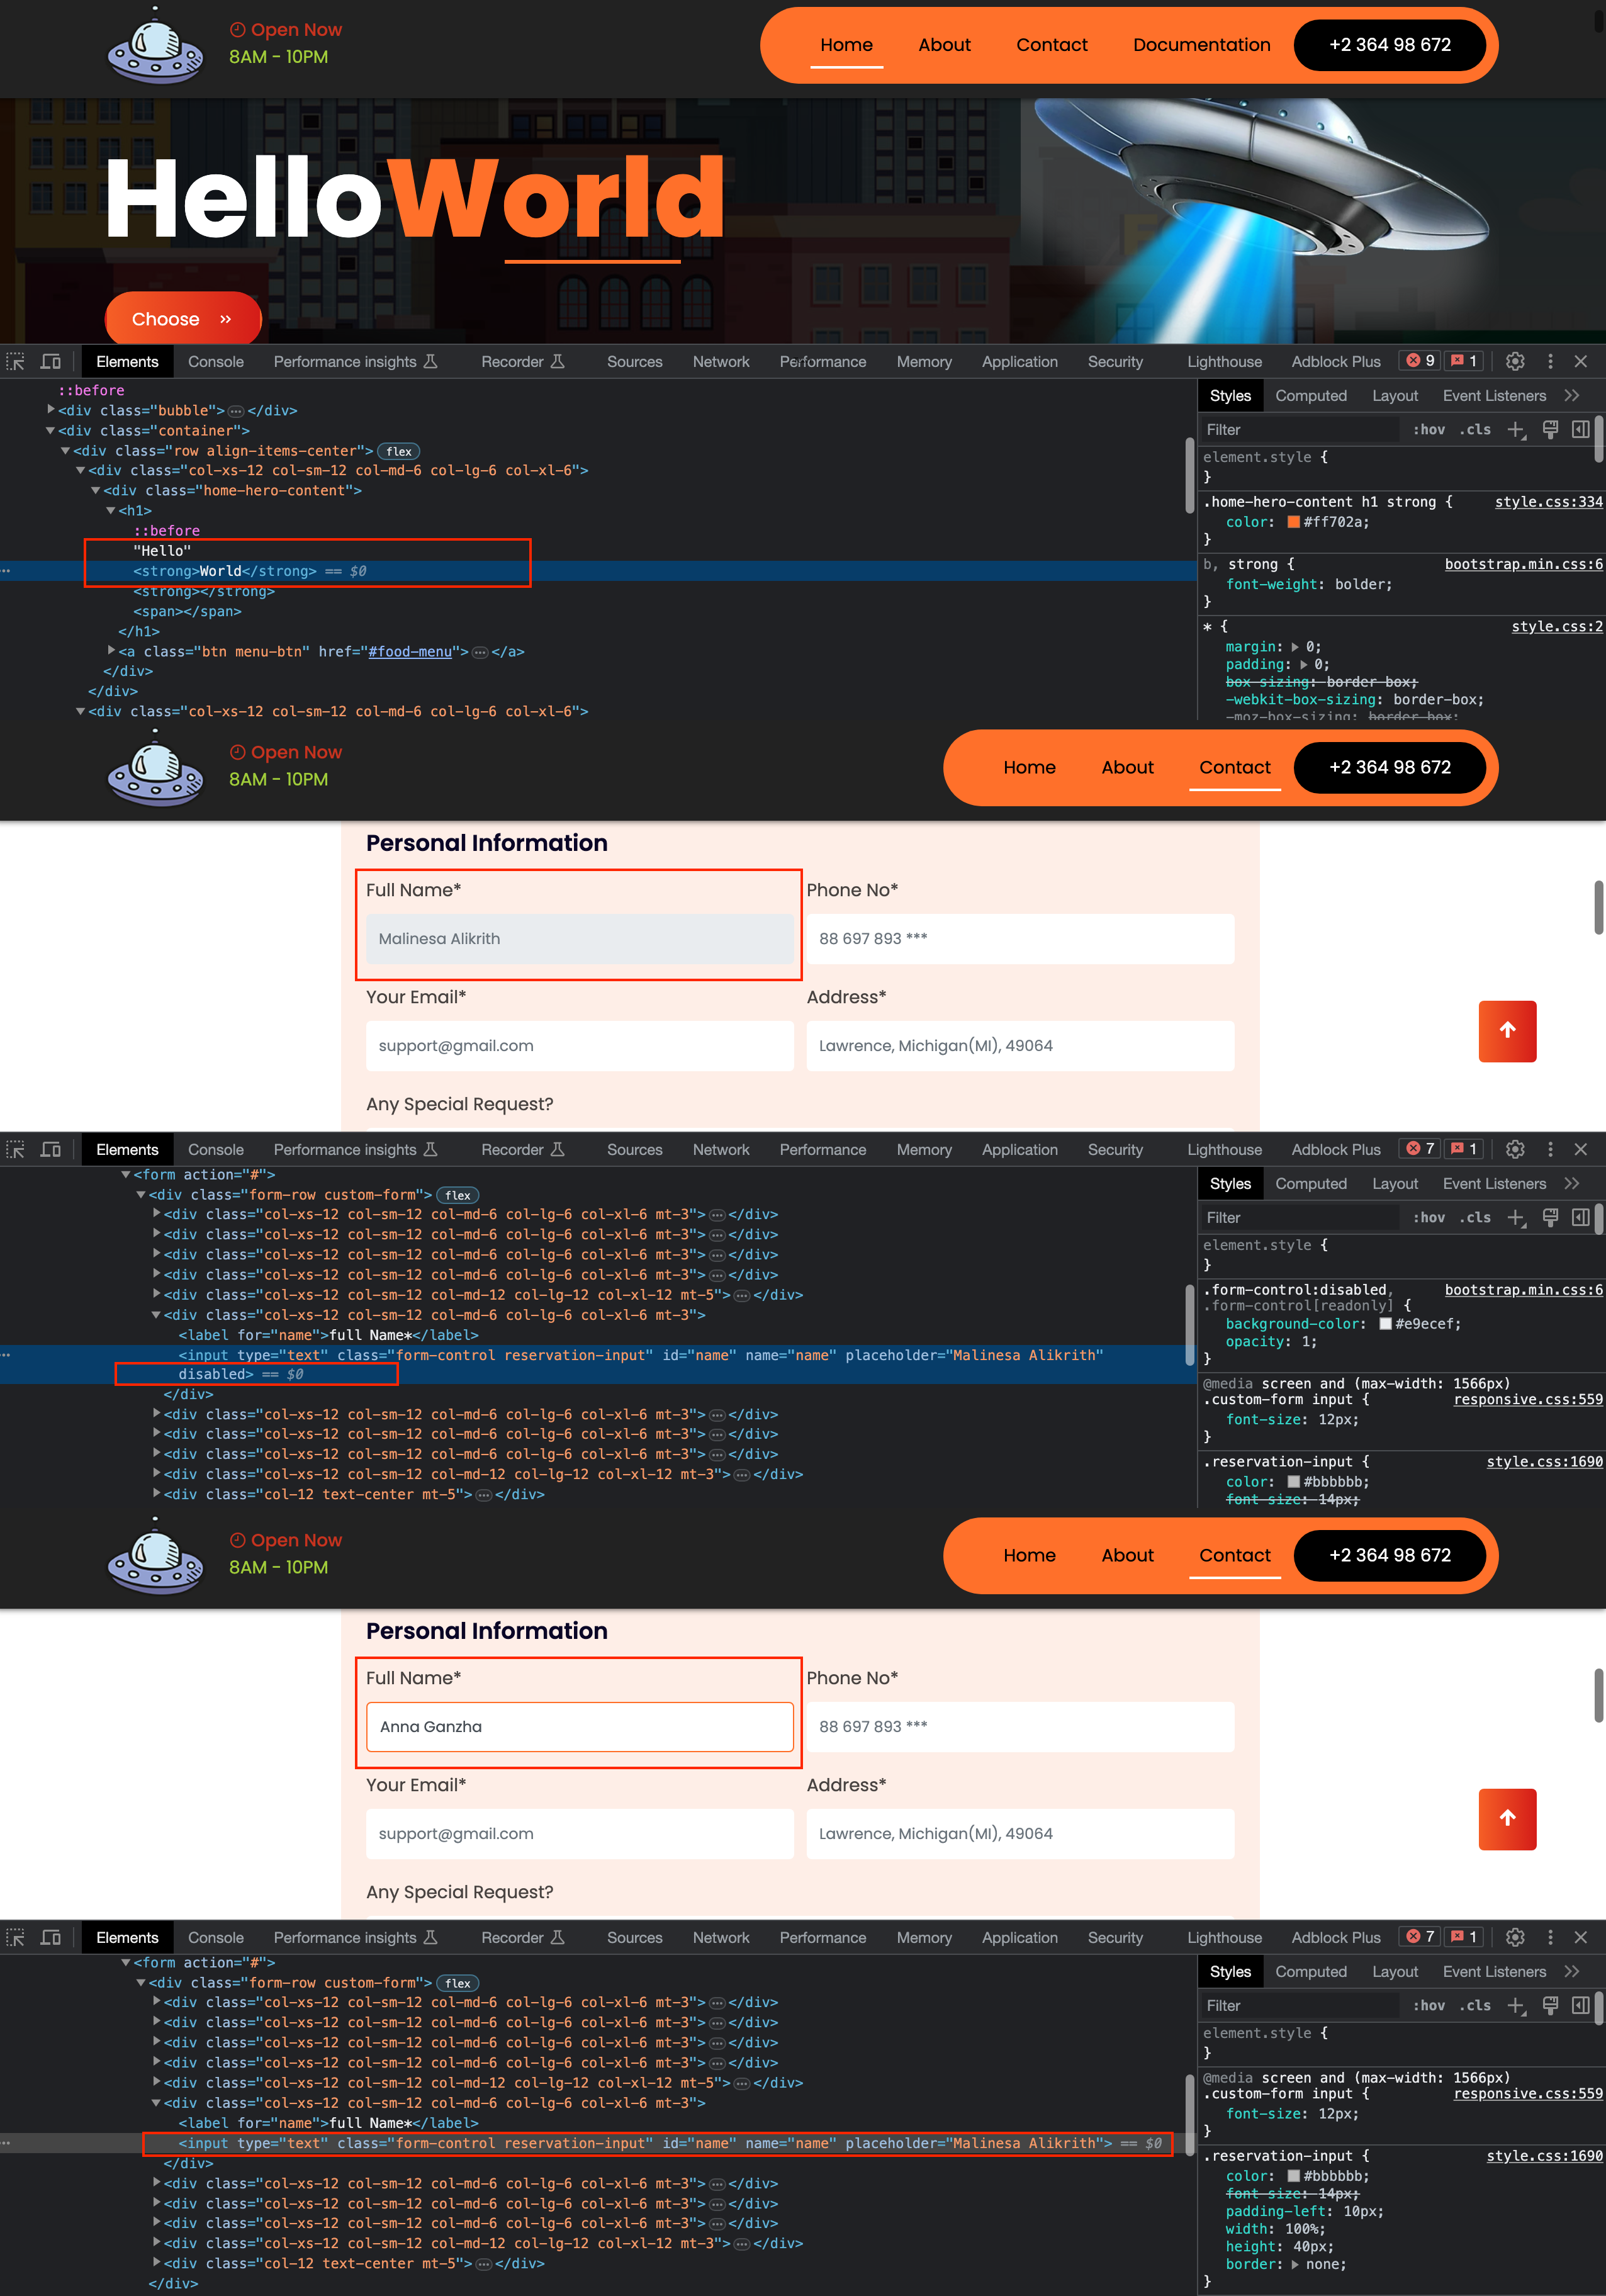 Open Now
8AM - 10PM
Home About Contact Documentation +2 364 98 672
HelloWorld
Choose »
Elements Console Performance insights Recorder Sources Network Performance Memory Application Security Lighthouse Adblock Plus 9 1
::before
<div class="bubble">…</div>
<div class="container">
<div class="row align-items-center"> flex
<div class="col-xs-12 col-sm-12 col-md-6 col-lg-6 col-xl-6">
<div class="home-hero-content">
<h1>
::before
"Hello"
<strong>World</strong> == $0
<strong></strong>
<span></span>
</h1>
<a class="btn menu-btn" href="#food-menu">…</a>
</div>
</div>
<div class="col-xs-12 col-sm-12 col-md-6 col-lg-6 col-xl-6">
Styles Computed Layout Event Listeners »
Filter :hov .cls +
element.style {
}
.home-hero-content h1 strong { style.css:334
color: #ff702a;
}
b, strong { bootstrap.min.css:6
font-weight: bolder;
}
* { style.css:2
margin: 0;
padding: 0;
box-sizing: border-box;
-webkit-box-sizing: border-box;
-moz-box-sizing: border-box;
Open Now
8AM - 10PM
Home About Contact +2 364 98 672
Personal Information
Full Name* Phone No*
Malinesa Alikrith 88 697 893 ***
Your Email* Address*
support@gmail.com Lawrence, Michigan(MI), 49064
Any Special Request?
Elements Console Performance insights Recorder Sources Network Performance Memory Application Security Lighthouse Adblock Plus 7 1
<form action="#">
<div class="form-row custom-form"> flex
<div class="col-xs-12 col-sm-12 col-md-6 col-lg-6 col-xl-6 mt-3">…</div>
<div class="col-xs-12 col-sm-12 col-md-6 col-lg-6 col-xl-6 mt-3">…</div>
<div class="col-xs-12 col-sm-12 col-md-6 col-lg-6 col-xl-6 mt-3">…</div>
<div class="col-xs-12 col-sm-12 col-md-6 col-lg-6 col-xl-6 mt-3">…</div>
<div class="col-xs-12 col-sm-12 col-md-12 col-lg-12 col-xl-12 mt-5">…</div>
<div class="col-xs-12 col-sm-12 col-md-6 col-lg-6 col-xl-6 mt-3">
<label for="name">full Name*</label>
<input type="text" class="form-control reservation-input" id="name" name="name" placeholder="Malinesa Alikrith"
disabled> == $0
</div>
<div class="col-xs-12 col-sm-12 col-md-6 col-lg-6 col-xl-6 mt-3">…</div>
<div class="col-xs-12 col-sm-12 col-md-6 col-lg-6 col-xl-6 mt-3">…</div>
<div class="col-xs-12 col-sm-12 col-md-6 col-lg-6 col-xl-6 mt-3">…</div>
<div class="col-xs-12 col-sm-12 col-md-12 col-lg-12 col-xl-12 mt-3">…</div>
<div class="col-12 text-center mt-5">…</div>
Styles Computed Layout Event Listeners »
Filter :hov .cls +
element.style {
}
.form-control:disabled, bootstrap.min.css:6
.form-control[readonly] {
background-color: #e9ecef;
opacity: 1;
}
@media screen and (max-width: 1566px)
.custom-form input { responsive.css:559
font-size: 12px;
}
.reservation-input { style.css:1690
color: #bbbbbb;
font-size: 14px;
Open Now
8AM - 10PM
Home About Contact +2 364 98 672
Personal Information
Full Name* Phone No*
Anna Ganzha 88 697 893 ***
Your Email* Address*
support@gmail.com Lawrence, Michigan(MI), 49064
Any Special Request?
Elements Console Performance insights Recorder Sources Network Performance Memory Application Security Lighthouse Adblock Plus 7 1
<form action="#">
<div class="form-row custom-form"> flex
<div class="col-xs-12 col-sm-12 col-md-6 col-lg-6 col-xl-6 mt-3">…</div>
<div class="col-xs-12 col-sm-12 col-md-6 col-lg-6 col-xl-6 mt-3">…</div>
<div class="col-xs-12 col-sm-12 col-md-6 col-lg-6 col-xl-6 mt-3">…</div>
<div class="col-xs-12 col-sm-12 col-md-6 col-lg-6 col-xl-6 mt-3">…</div>
<div class="col-xs-12 col-sm-12 col-md-12 col-lg-12 col-xl-12 mt-5">…</div>
<div class="col-xs-12 col-sm-12 col-md-6 col-lg-6 col-xl-6 mt-3">
<label for="name">full Name*</label>
<input type="text" class="form-control reservation-input" id="name" name="name" placeholder="Malinesa Alikrith"> == $0
</div>
<div class="col-xs-12 col-sm-12 col-md-6 col-lg-6 col-xl-6 mt-3">…</div>
<div class="col-xs-12 col-sm-12 col-md-6 col-lg-6 col-xl-6 mt-3">…</div>
<div class="col-xs-12 col-sm-12 col-md-6 col-lg-6 col-xl-6 mt-3">…</div>
<div class="col-xs-12 col-sm-12 col-md-12 col-lg-12 col-xl-12 mt-3">…</div>
<div class="col-12 text-center mt-5">…</div>
</div>
Styles Computed Layout Event Listeners »
Filter :hov .cls +
element.style {
}
@media screen and (max-width: 1566px)
.custom-form input { responsive.css:559
font-size: 12px;
}
.reservation-input { style.css:1690
color: #bbbbbb;
font-size: 14px;
padding-left: 10px;
width: 100%;
height: 40px;
border: none;
}